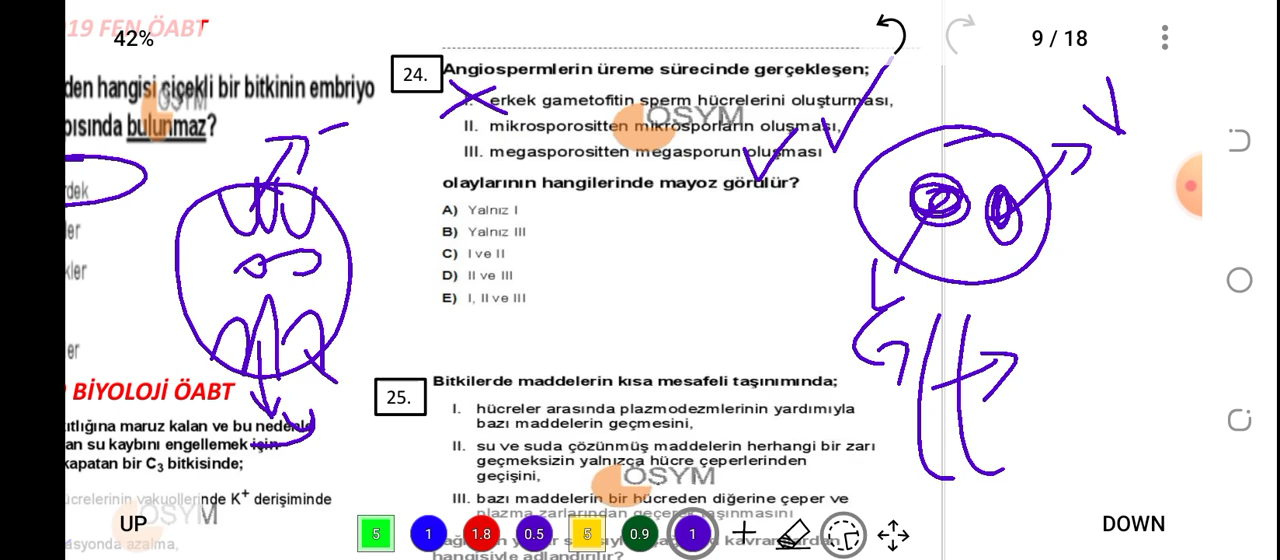 19 FEN ÖABT
42%
9 / 18
den hangisi çiçekli bir bitkinin embriyo
bulunmaz?
24.
Angiospermlerin üreme sürecinde gerçekleşen;
I. erkek gametofitin sperm hücrelerini oluşturması,
II. mikrosporositten mikrosporların oluşması,
III. megasporositten megasporun oluşması
olaylarının hangilerinde mayoz görülür?
A) Yalnız I
B) Yalnız III
C) I ve II
D) II ve III
E) I, II ve III
ÖSYM
BİYOLOJİ ÖABT
maruz kalan ve bu nedenle
an su kaybını engellemek için
kapatan bir C3 bitkisinde;
vakuollerinde K+ derişiminde
azalma,
25.
Bitkilerde maddelerin kısa mesafeli taşınımında;
I. hücreler arasında plazmodezmlerinin yardımıyla
bazı maddelerin geçmesini,
II. su ve suda çözünmüş maddelerin herhangi bir zarı
geçmeksizin yalnızca hücre çeperlerinden
geçişini,
III. bazı maddelerin bir hücreden diğerine çeper ve
plazma zarlarından geçerek taşınmasını
kavramlardan
hangisiyle adlandırılır?
ÖSYM
ÖSYM
UP
5
1
1.8
0.5
5
0.9
1
DOWN